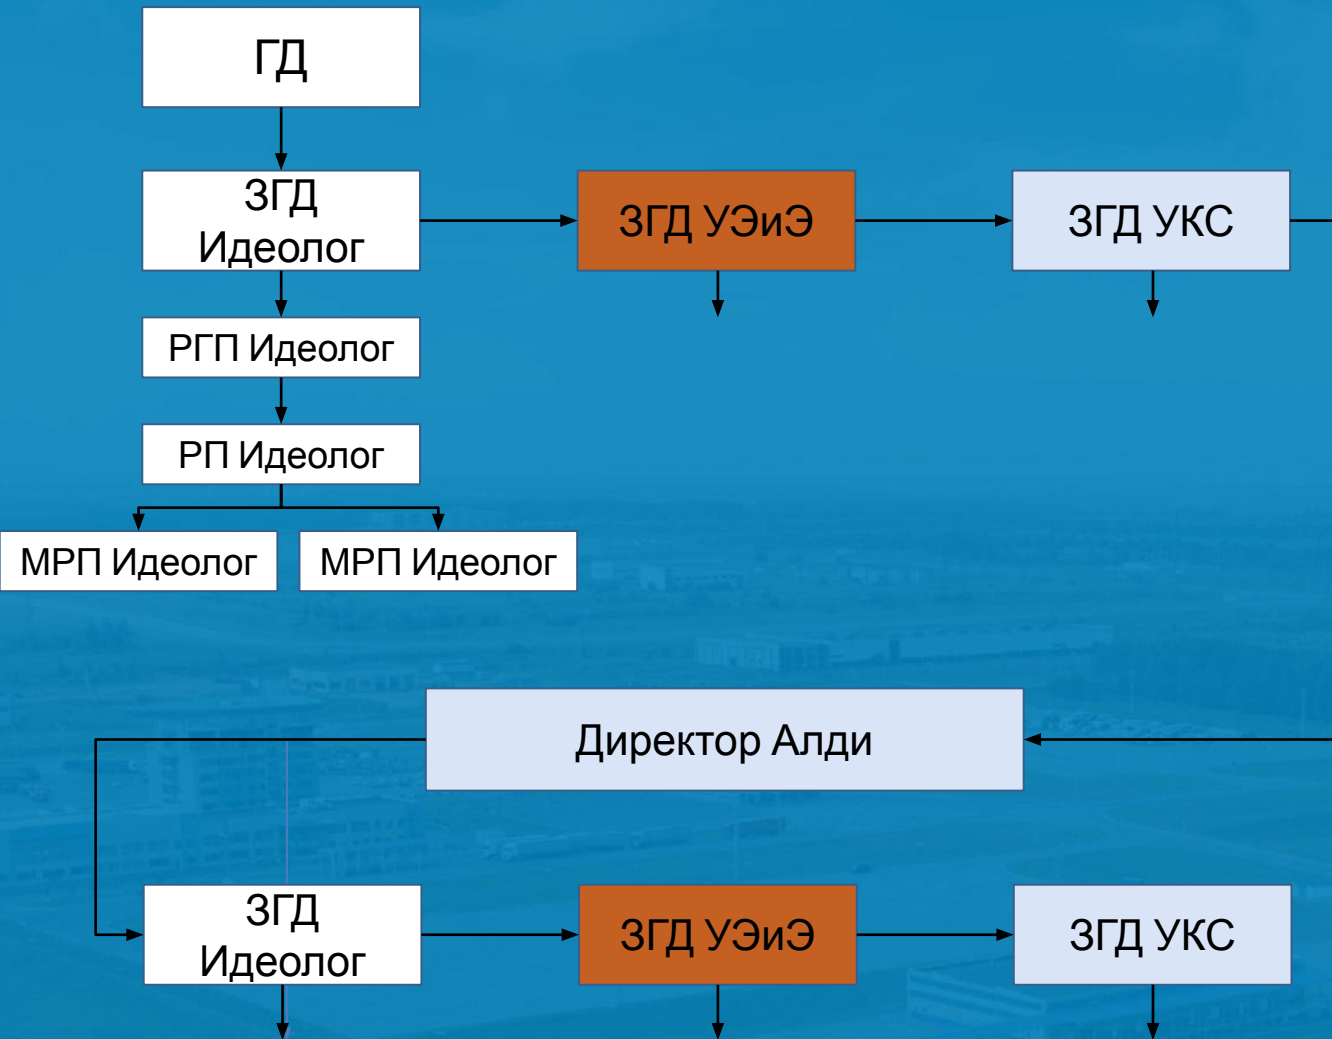 ГД
ЗГД
Идеолог
ЗГД УЭиЭ
ЗГД УКС
РГП Идеолог
РП Идеолог
МРП Идеолог
МРП Идеолог
Директор Алди
ЗГД
Идеолог
ЗГД УЭиЭ
ЗГД УКС